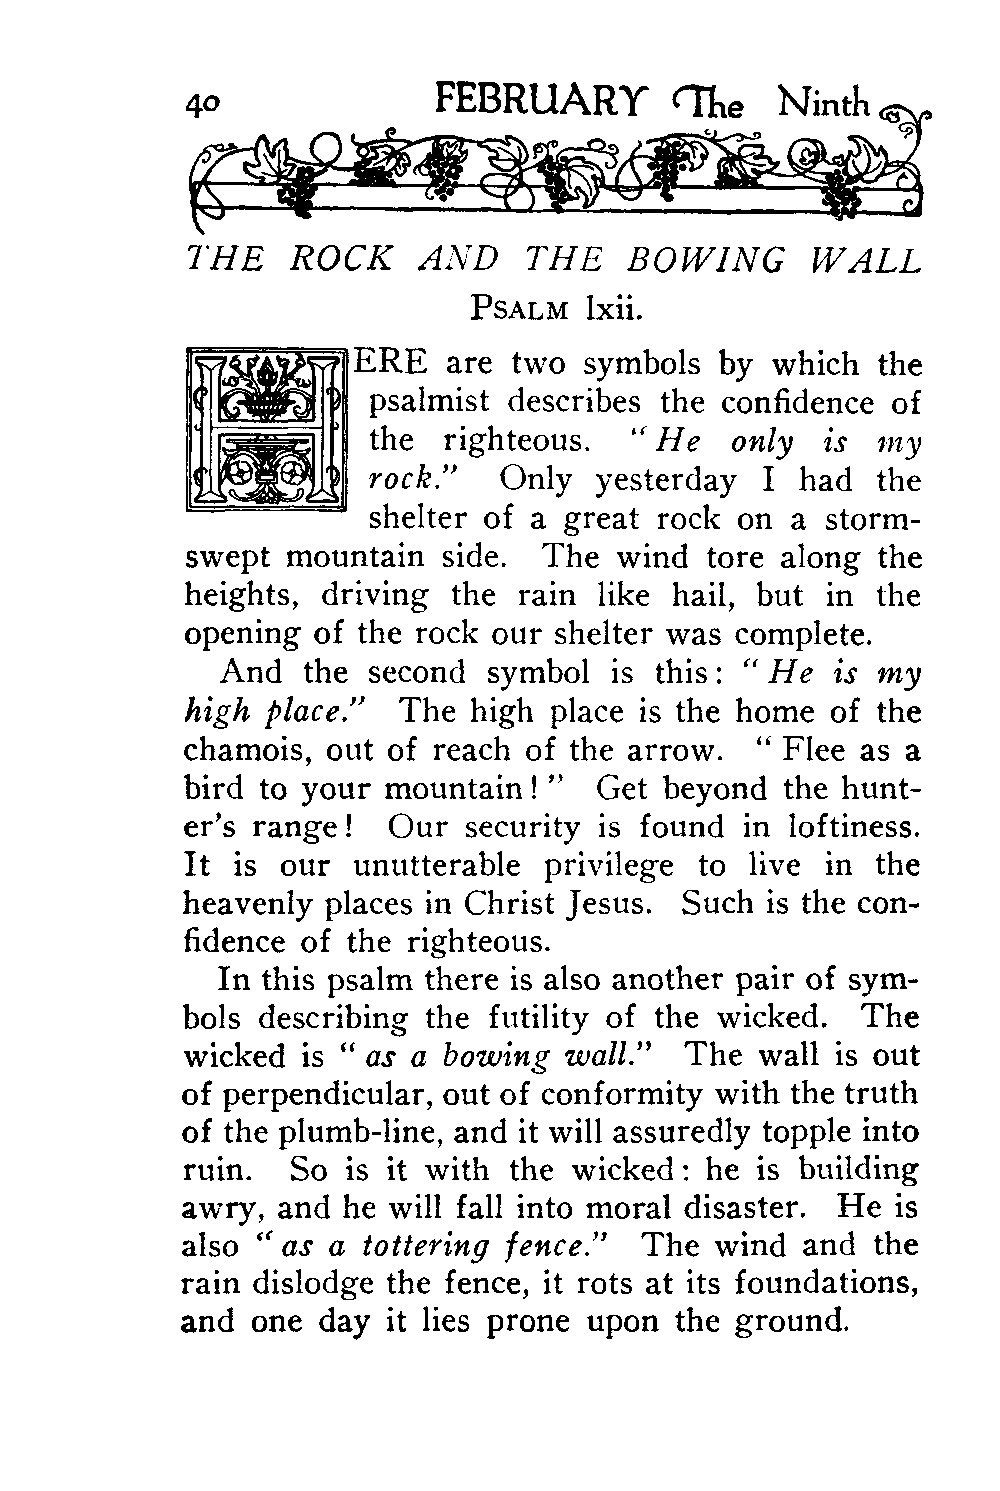 40 FEBRUARY The Ninth
THE ROCK AND THE BOWING WALL
PSALM lxii.
HERE are two symbols by which the
psalmist describes the confidence of
the righteous. "He only is my
rock." Only yesterday I had the
shelter of a great rock on a storm-
swept mountain side. The wind tore along the
heights, driving the rain like hail, but in the
opening of the rock our shelter was complete.
And the second symbol is this: "He is my
high place." The high place is the home of the
chamois, out of reach of the arrow. "Flee as a
bird to your mountain!" Get beyond the hunt-
er's range! Our security is found in loftiness.
It is our unutterable privilege to live in the
heavenly places in Christ Jesus. Such is the con-
fidence of the righteous.
In this psalm there is also another pair of sym-
bols describing the futility of the wicked. The
wicked is "as a bowing wall." The wall is out
of perpendicular, out of conformity with the truth
of the plumb-line, and it will assuredly topple into
ruin. So is it with the wicked: he is building
awry, and he will fall into moral disaster. He is
also "as a tottering fence." The wind and the
rain dislodge the fence, it rots at its foundations,
and one day it lies prone upon the ground.